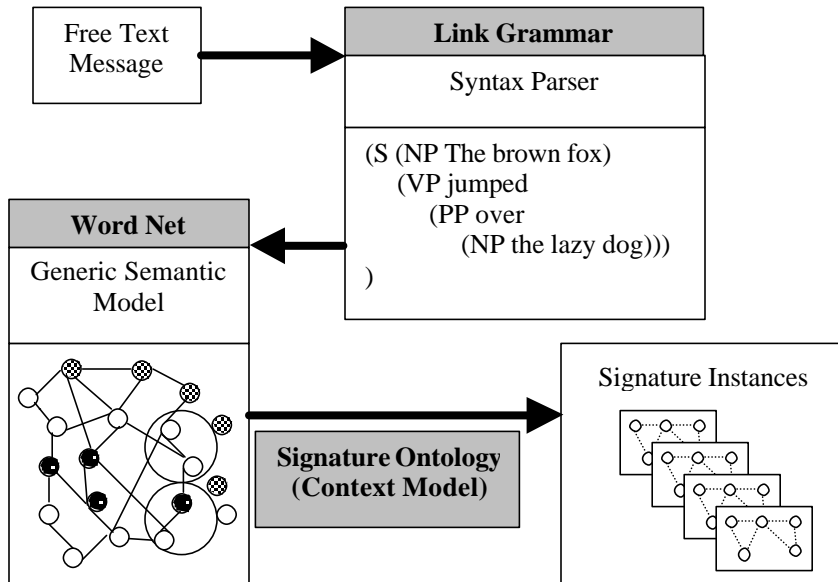 Free Text
Message
Link Grammar
Syntax Parser
(S (NP The brown fox)
(VP jumped
(PP over
(NP the lazy dog)))
)
Word Net
Generic Semantic
Model
Signature Ontology
(Context Model)
Signature Instances